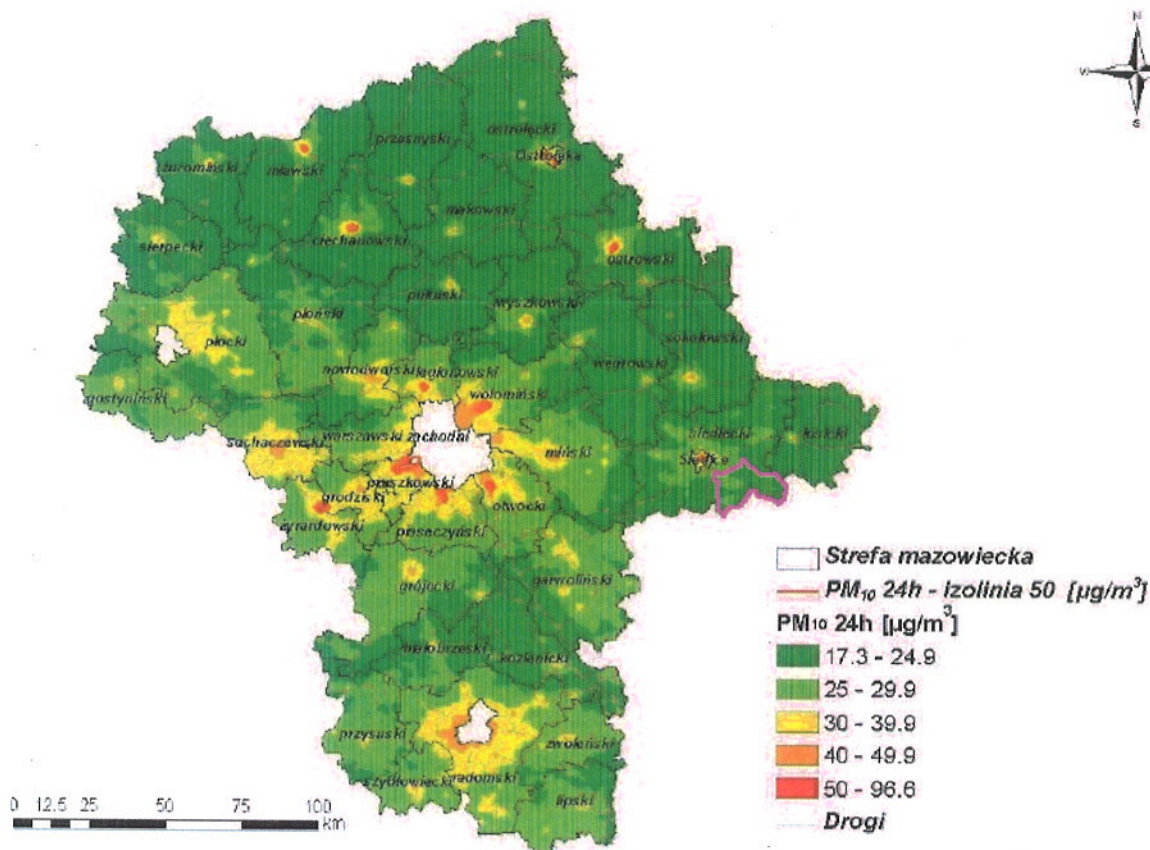 N
W
S
ostrołęcki
przasnyski
Ostrołęka
żuromiński
mławski
makowski
ciechanowski
sierpecki
ostrowski
pułtuski
wyszkowski
płoński
płocki
sokołowski
węgrowski
nowodworski
legionowski
gostyniński
wołomiński
sochaczewski
warszawski zachodni
siedlecki
łosicki
miński
Siedlce
pruszkowski
grodziski
otwocki
żyrardowski
piaseczyński
grójecki
garwoliński
białobrzeski
kozienicki
przysuski
zwoleński
szydłowiecki
radomski
lipski
Strefa mazowiecka
PM10 24h - izolinia 50 [µg/m³]
PM10 24h [µg/m³]
17.3 - 24.9
25 - 29.9
30 - 39.9
40 - 49.9
50 - 96.6
Drogi
0 12.5 25 50 75 100
km